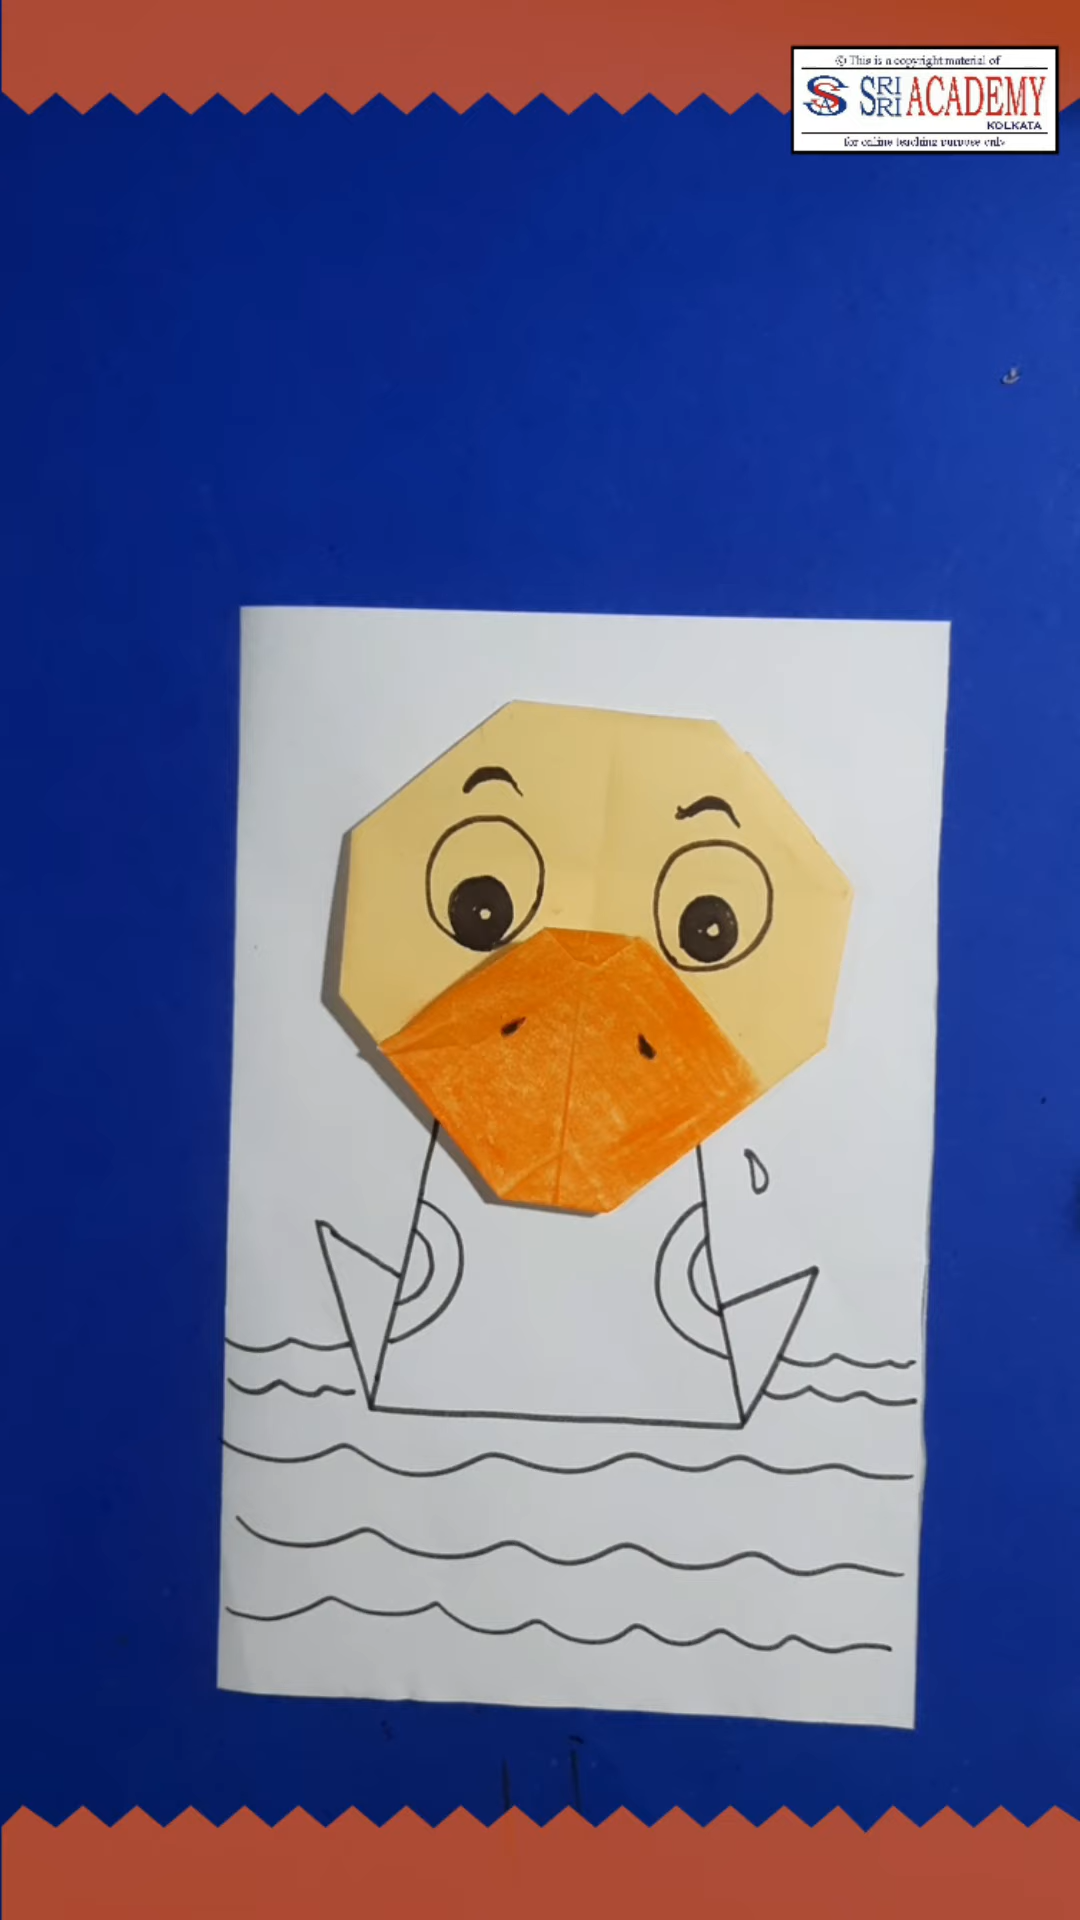 © This is a copyright material of
SRI SRI ACADEMY
KOLKATA
for online teaching purpose only